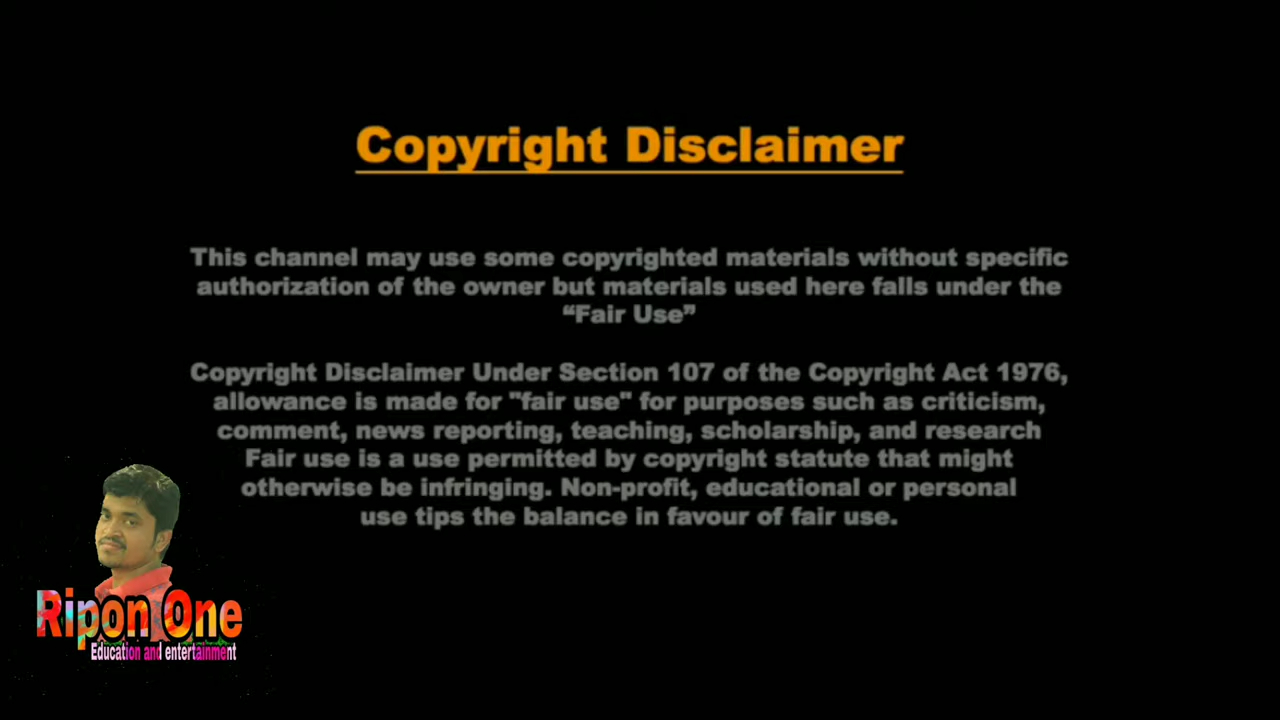 Copyright Disclaimer
This channel may use some copyrighted materials without specific
authorization of the owner but materials used here falls under the
“Fair Use”
Copyright Disclaimer Under Section 107 of the Copyright Act 1976,
allowance is made for "fair use" for purposes such as criticism,
comment, news reporting, teaching, scholarship, and research
Fair use is a use permitted by copyright statute that might
otherwise be infringing. Non-profit, educational or personal
use tips the balance in favour of fair use.
Ripon One
Education and entertainment